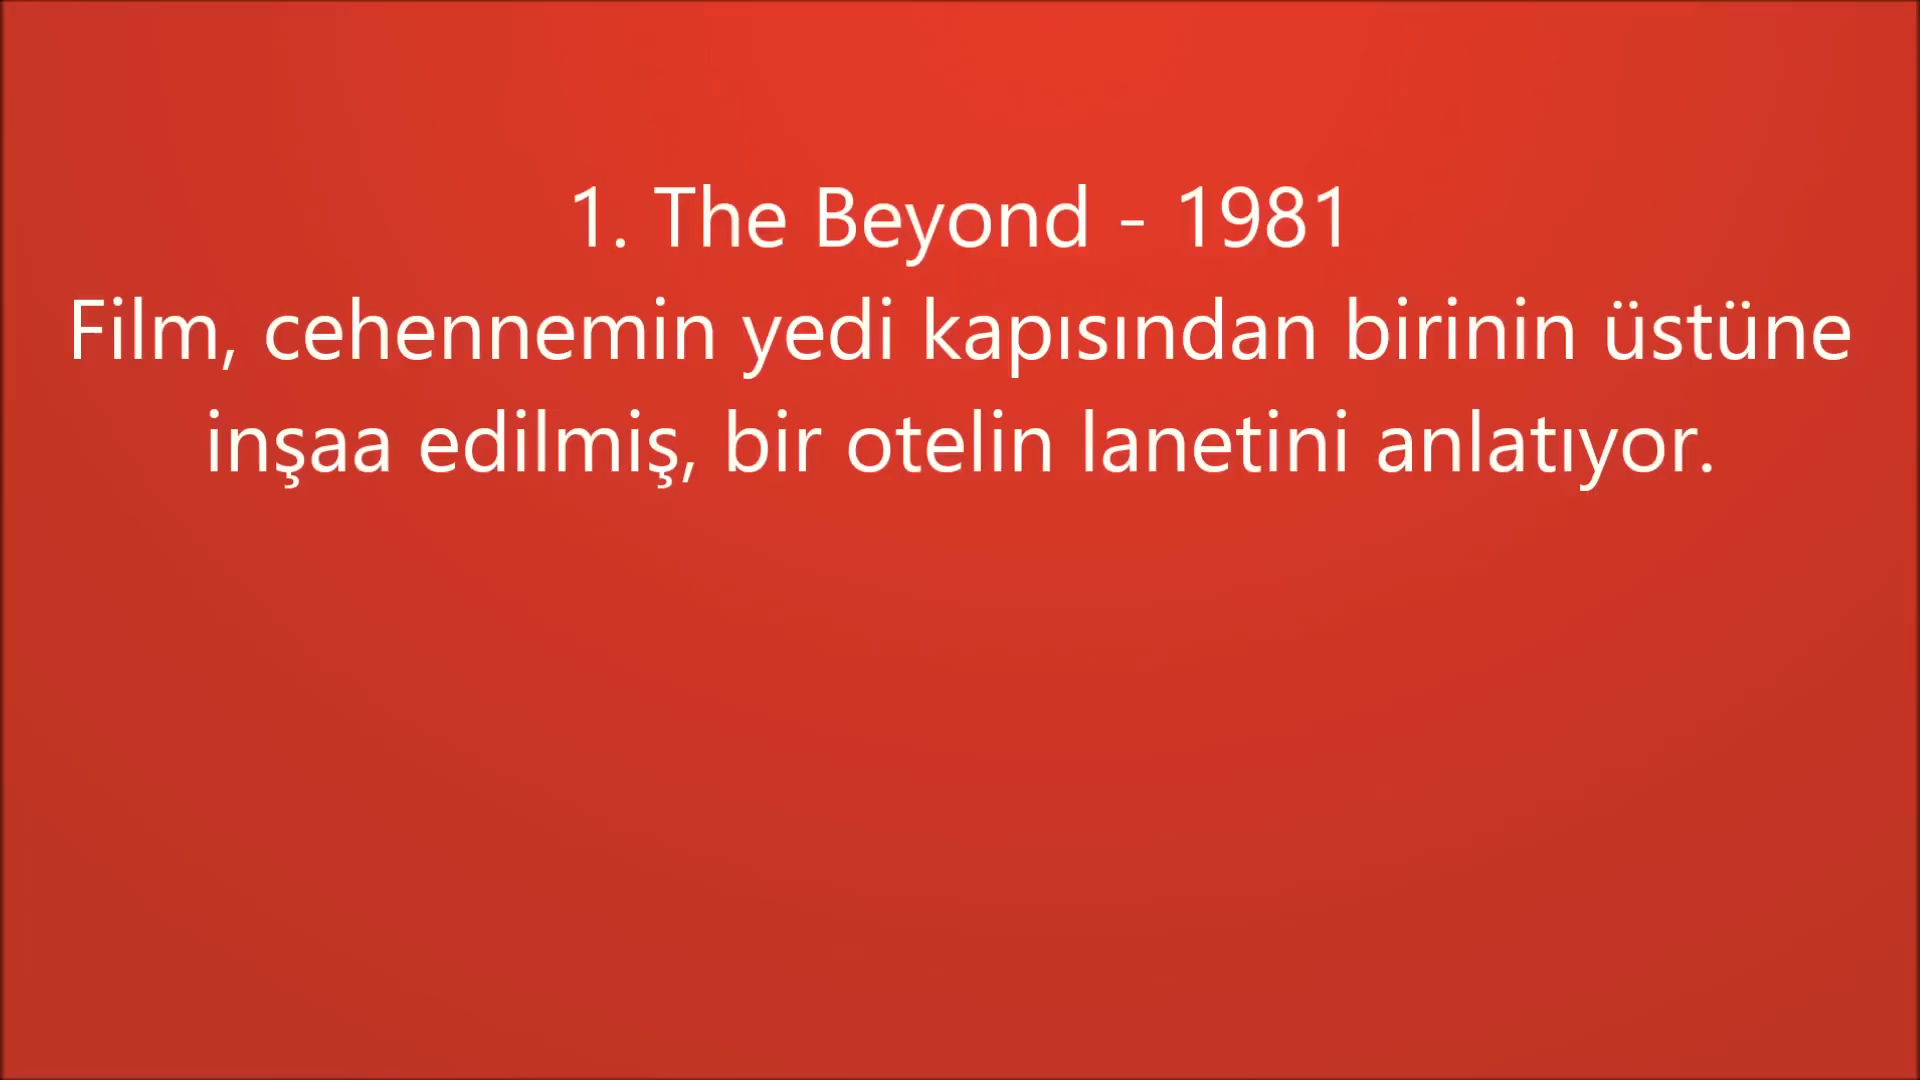 1. The Beyond - 1981
Film, cehennemin yedi kapısından birinin üstüne
inşaa edilmiş, bir otelin lanetini anlatıyor.